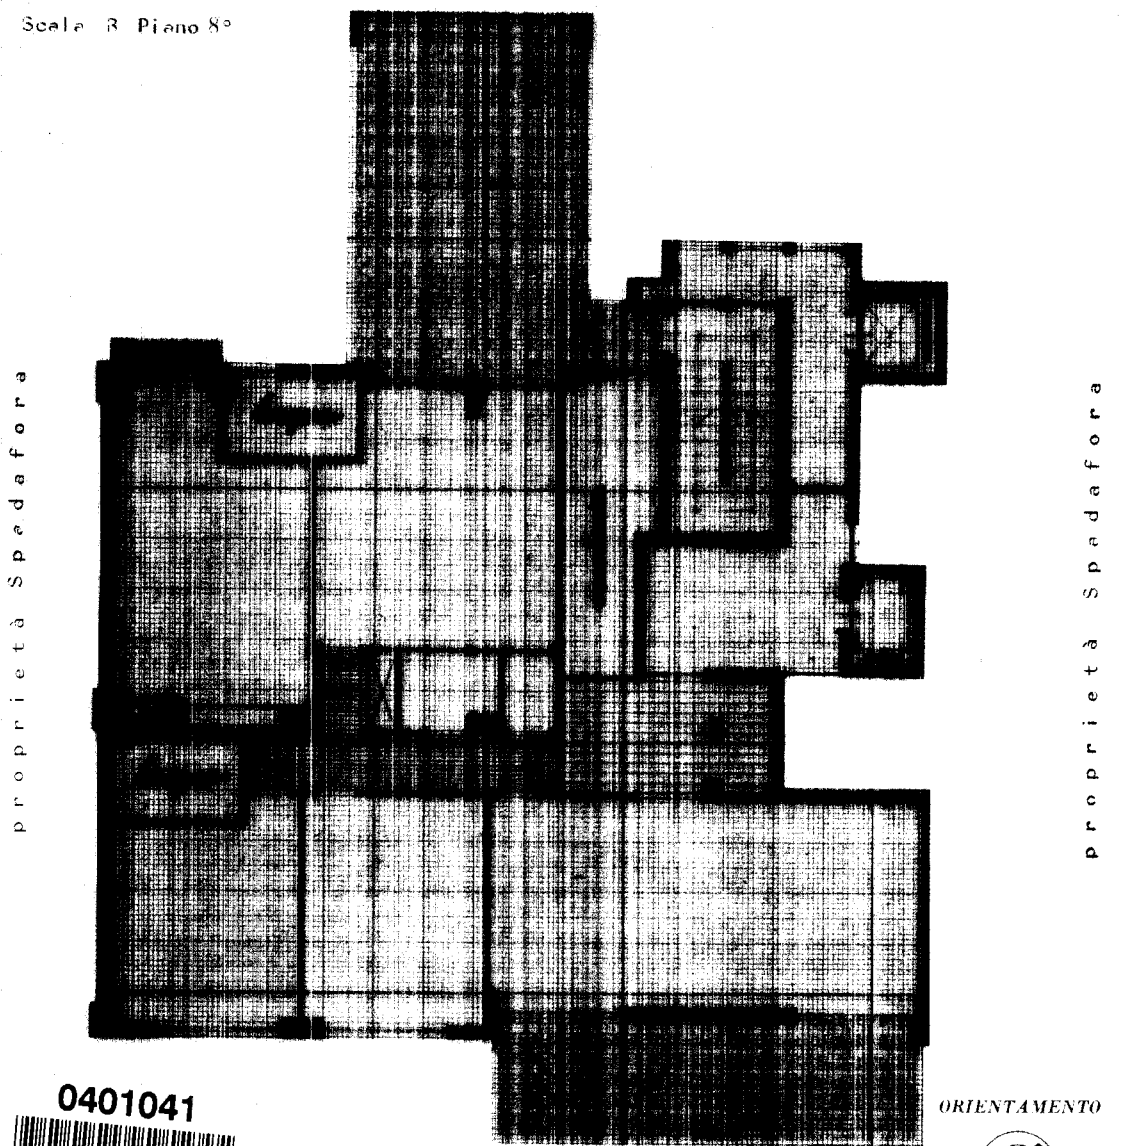 Scala B Piano 8°
proprietà Spadafora
proprietà Spadafora
0401041
ORIENTAMENTO